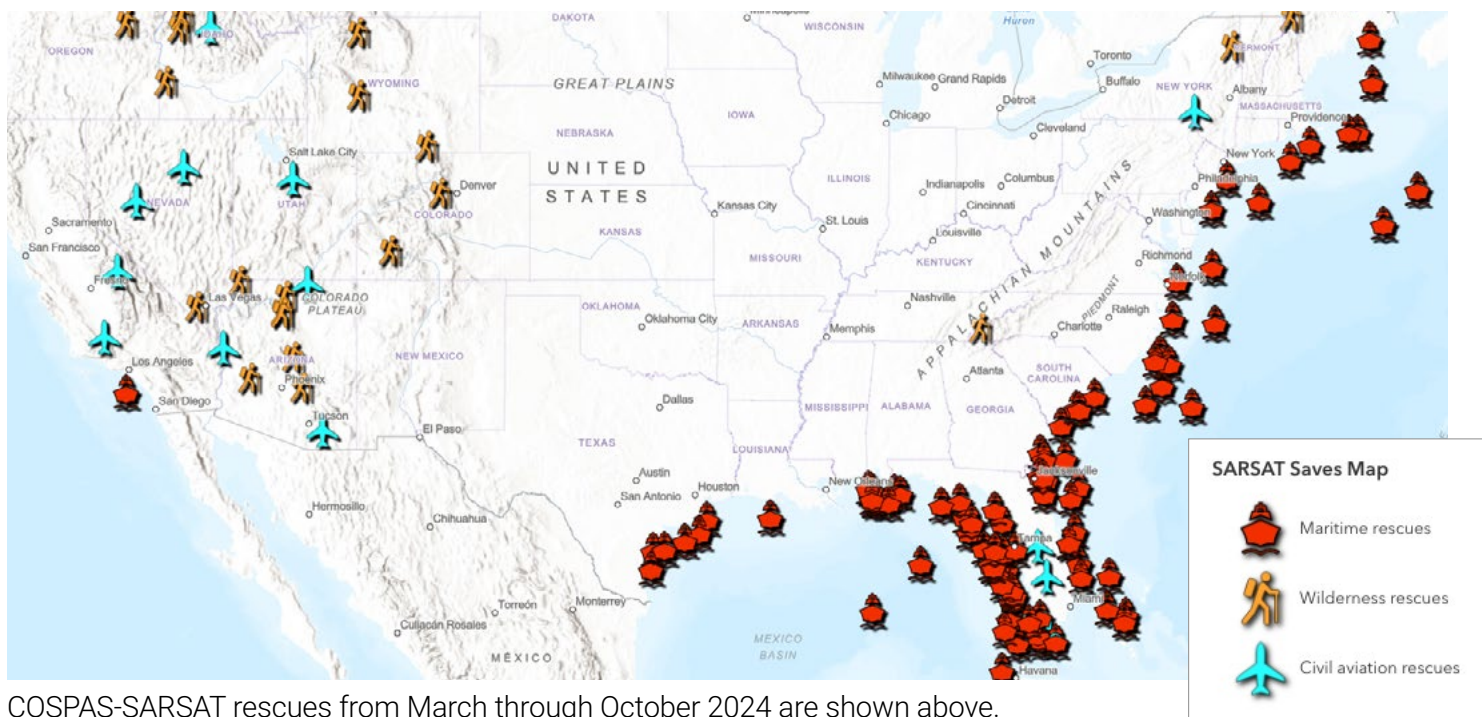 DAKOTA
Minneapolis
Huron
WISCONSIN
OREGON
IDAHO
Toronto
VERMONT
WYOMING
GREAT PLAINS
Milwaukee
Grand Rapids
Buffalo
NEW YORK
Albany
Detroit
MASSACHUSETTS
IOWA
Chicago
Providence
Cleveland
NEBRASKA
Salt Lake City
New York
UNITED
STATES
Denver
ILLINOIS
Indianapolis
Columbus
Philadelphia
NEVADA
UTAH
COLORADO
Kansas City
Cincinnati
Washington
Sacramento
St. Louis
KANSAS
Louisville
San Francisco
MISSOURI
KENTUCKY
Richmond
Fresno
Norfolk
APPALACHIAN MOUNTAINS
PIEDMONT
Las Vegas
COLORADO
PLATEAU
OKLAHOMA
Nashville
Raleigh
Oklahoma City
ARKANSAS
Memphis
Charlotte
Los Angeles
ARIZONA
NEW MEXICO
Atlanta
SOUTH
CAROLINA
Phoenix
San Diego
Dallas
MISSISSIPPI
ALABAMA
GEORGIA
Tucson
El Paso
TEXAS
LOUISIANA
Jacksonville
Austin
Houston
New Orleans
San Antonio
Hermosillo
Chihuahua
Tampa
Torreón
Monterrey
Miami
Culiacán Rosales
MÉXICO
MEXICO
BASIN
Havana
SARSAT Saves Map
Maritime rescues
Wilderness rescues
Civil aviation rescues
COSPAS-SARSAT rescues from March through October 2024 are shown above.